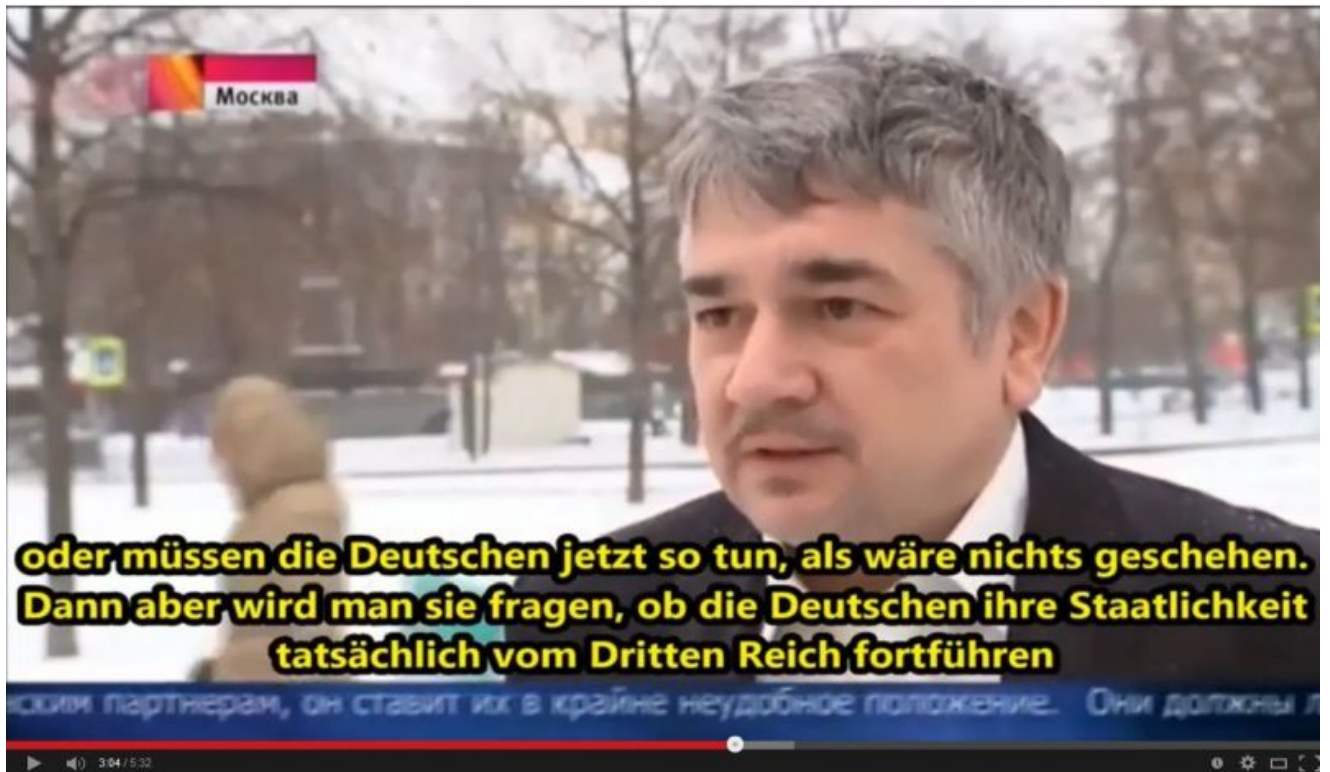 Москва
oder müssen die Deutschen jetzt so tun, als wäre nichts geschehen.
Dann aber wird man sie fragen, ob die Deutschen ihre Staatlichkeit
tatsächlich vom Dritten Reich fortführen
партнерам, он ставит их в крайне неудобное положение. Они должны
3:04 / 5:32